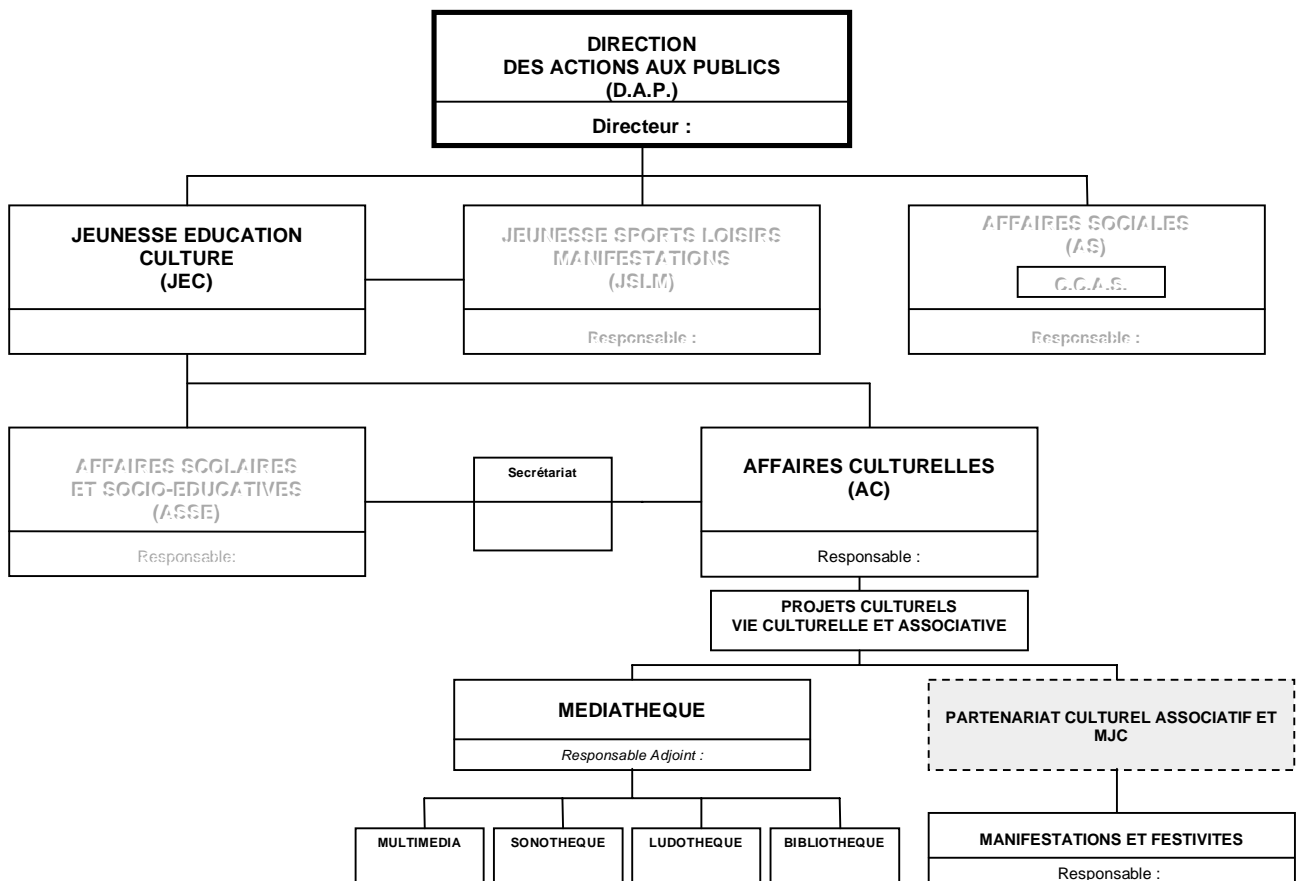 DIRECTION
DES ACTIONS AUX PUBLICS
(D.A.P.)
Directeur :
JEUNESSE EDUCATION
CULTURE
(JEC)
JEUNESSE SPORTS LOISIRS
MANIFESTATIONS
(JSLM)
Responsable :
AFFAIRES SOCIALES
(AS)
C.C.A.S.
Responsable :
AFFAIRES SCOLAIRES
ET SOCIO-EDUCATIVES
(ASSE)
Responsable:
Secrétariat
AFFAIRES CULTURELLES
(AC)
Responsable :
PROJETS CULTURELS
VIE CULTURELLE ET ASSOCIATIVE
MEDIATHEQUE
Responsable Adjoint :
PARTENARIAT CULTUREL ASSOCIATIF ET
MJC
MULTIMEDIA
SONOTHEQUE
LUDOTHEQUE
BIBLIOTHEQUE
MANIFESTATIONS ET FESTIVITES
Responsable :